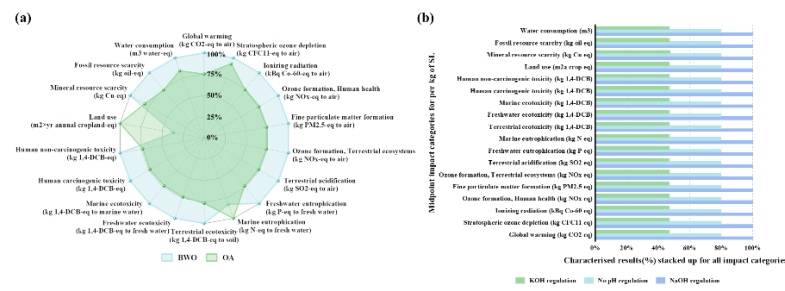 (a)
Global warming
(kg CO2-eq to air)
Stratospheric ozone depletion
(kg CFC11-eq to air)
Ionizing radiation
(kBq Co-60-eq to air)
Ozone formation, Human health
(kg NOx-eq to air)
Fine particulate matter formation
(kg PM2.5-eq to air)
Ozone formation, Terrestrial ecosystems
(kg NOx-eq to air)
Terrestrial acidification
(kg SO2-eq to air)
Freshwater eutrophication
(kg P-eq to fresh water)
Marine eutrophication
(kg N-eq to fresh water)
Terrestrial ecotoxicity
(kg 1,4-DCB-eq to soil)
Freshwater ecotoxicity
(kg 1,4-DCB-eq to fresh water)
Marine ecotoxicity
(kg 1,4-DCB-eq to marine water)
Human carcinogenic toxicity
(kg 1,4-DCB-eq)
Human non-carcinogenic toxicity
(kg 1,4-DCB-eq)
Land use
(m2×yr annual cropland-eq)
Mineral resource scarcity
(kg Cu-eq)
Fossil resource scarcity
(kg oil-eq)
Water consumption
(m3 water-eq)
100%
75%
50%
25%
0%
BWO
OA
(b)
Midpoint impact categories for per kg of SL
Water consumption (m3)
Fossil resource scarcity (kg oil eq)
Mineral resource scarcity (kg Cu eq)
Land use (m2a crop eq)
Human non-carcinogenic toxicity (kg 1,4-DCB)
Human carcinogenic toxicity (kg 1,4-DCB)
Marine ecotoxicity (kg 1,4-DCB)
Freshwater ecotoxicity (kg 1,4-DCB)
Terrestrial ecotoxicity (kg 1,4-DCB)
Marine eutrophication (kg N eq)
Freshwater eutrophication (kg P eq)
Terrestrial acidification (kg SO2 eq)
Ozone formation, Terrestrial ecosystems (kg NOx eq)
Fine particulate matter formation (kg PM2.5 eq)
Ozone formation, Human health (kg NOx eq)
Ionizing radiation (kBq Co-60 eq)
Stratospheric ozone depletion (kg CFC11 eq)
Global warming (kg CO2 eq)
0%
20%
40%
60%
80%
100%
Characterised results(%) stacked up for all impact categories
KOH regulation
No pH regulation
NaOH regulation